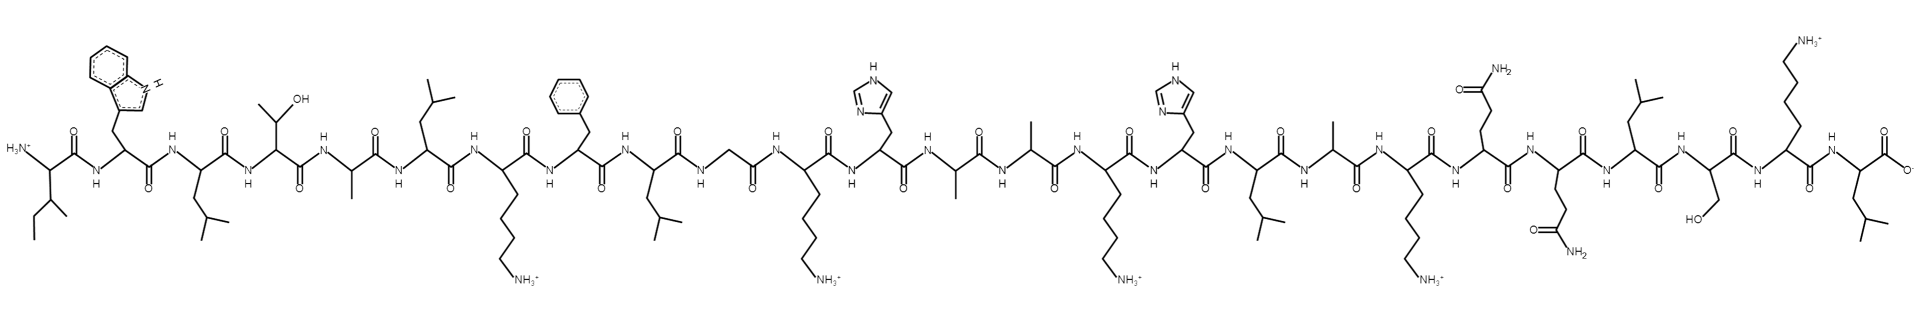 NH₃⁺
H H NH₂
H
N N N
O
OH
N N
O H O H O H O H O H O H O H O H O H O H O H O H O
H₃N⁺ N N N N N N N N N N N N
N N N N N N N N N N N N O⁻
H O H O H O H O H O H O H O H O H O H O H O H O
HO
O
NH₂
NH₃⁺ NH₃⁺ NH₃⁺ NH₃⁺